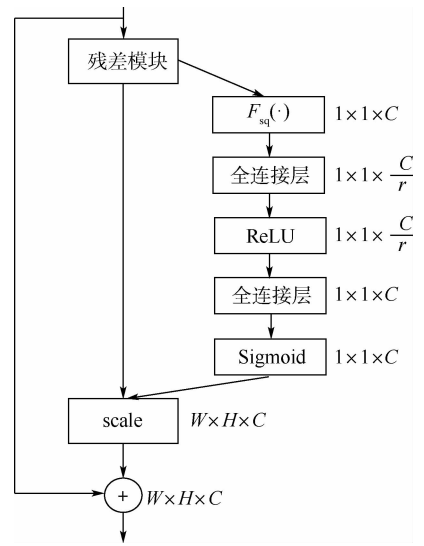 残差模块
F_sq(·) 1×1×C
全连接层 1×1×C/r
ReLU 1×1×C/r
全连接层 1×1×C
Sigmoid 1×1×C
scale W×H×C
+ W×H×C